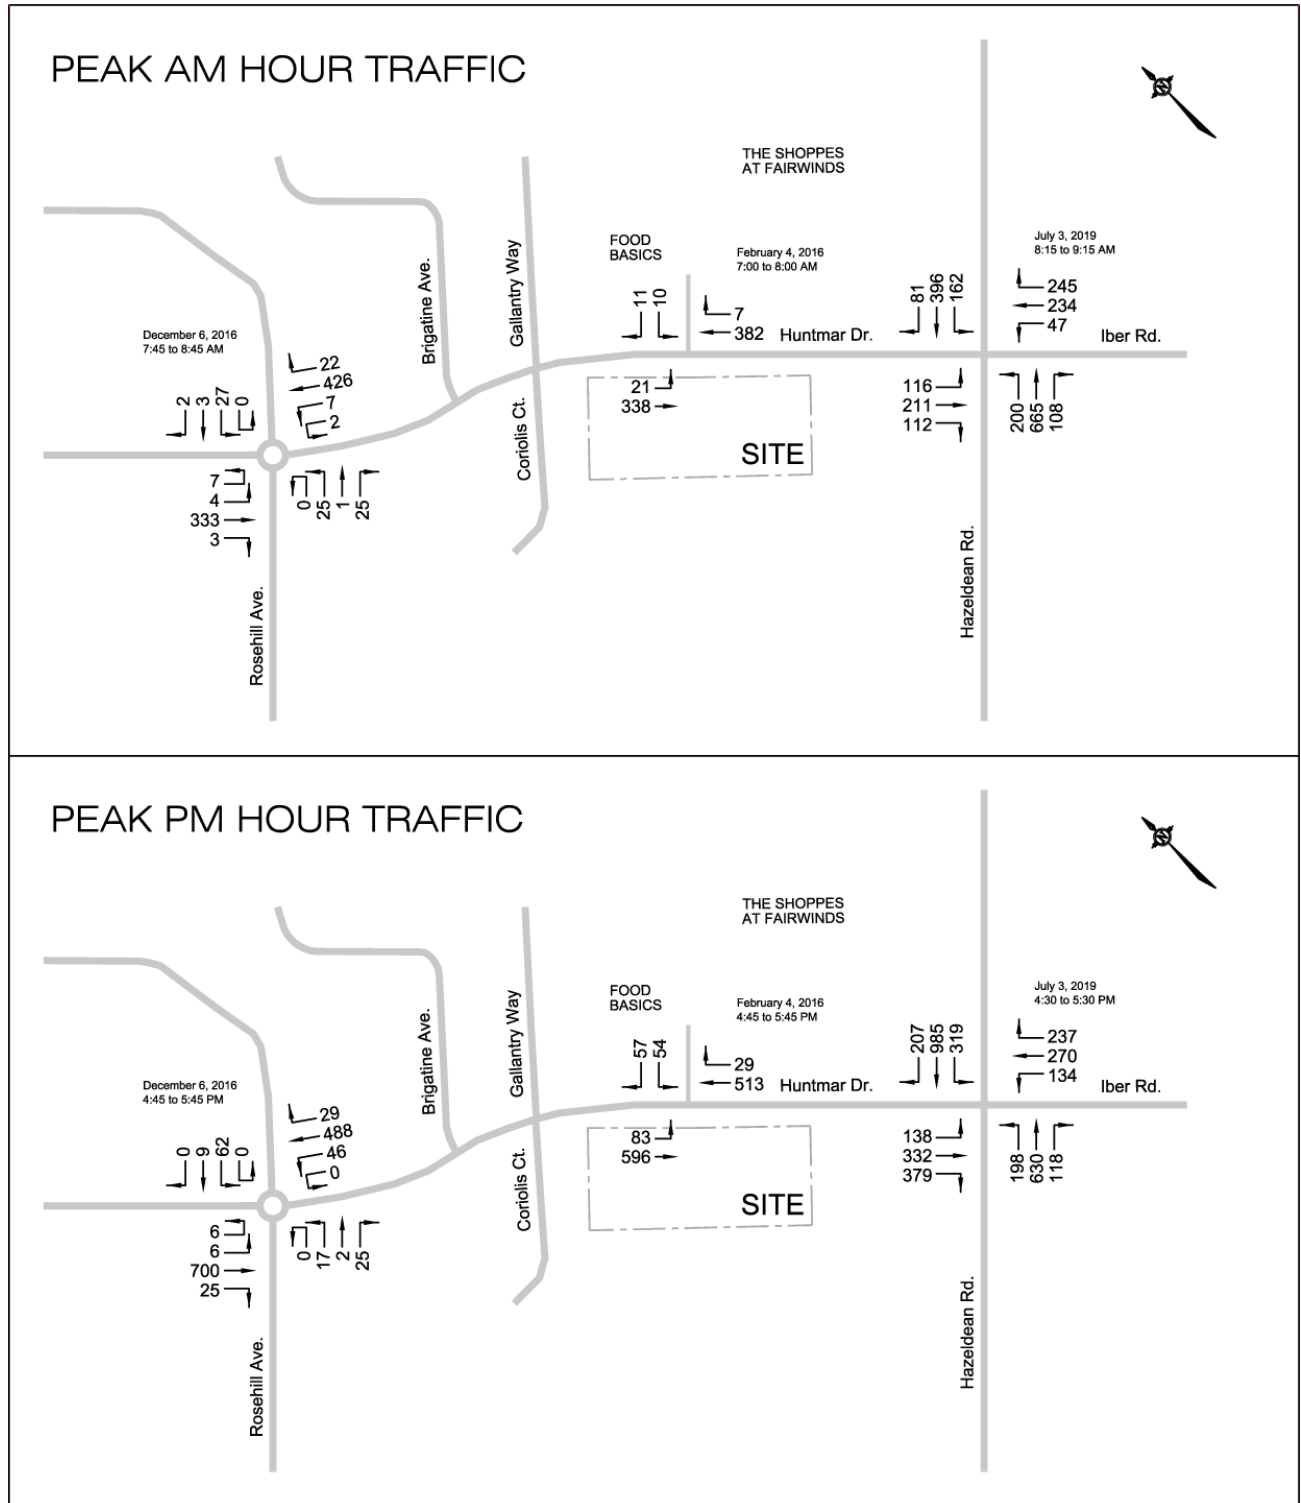 PEAK AM HOUR TRAFFIC
N
THE SHOPPES
AT FAIRWINDS
FOOD
BASICS
February 4, 2016
7:00 to 8:00 AM
July 3, 2019
8:15 to 9:15 AM
Brigatine Ave.
Gallantry Way
11
10
7
382
Huntmar Dr.
81
396
162
245
234
47
Iber Rd.
December 6, 2016
7:45 to 8:45 AM
2
3
27
0
22
426
7
2
21
338
116
211
112
200
665
108
Coriolis Ct.
SITE
7
4
333
3
0
25
1
25
Rosehill Ave.
Hazeldean Rd.
PEAK PM HOUR TRAFFIC
N
THE SHOPPES
AT FAIRWINDS
FOOD
BASICS
February 4, 2016
4:45 to 5:45 PM
July 3, 2019
4:30 to 5:30 PM
Brigatine Ave.
Gallantry Way
57
54
29
513
Huntmar Dr.
207
985
319
237
270
134
Iber Rd.
December 6, 2016
4:45 to 5:45 PM
0
9
62
0
29
488
46
0
83
596
138
332
379
198
630
118
Coriolis Ct.
SITE
6
6
700
25
0
17
2
25
Rosehill Ave.
Hazeldean Rd.